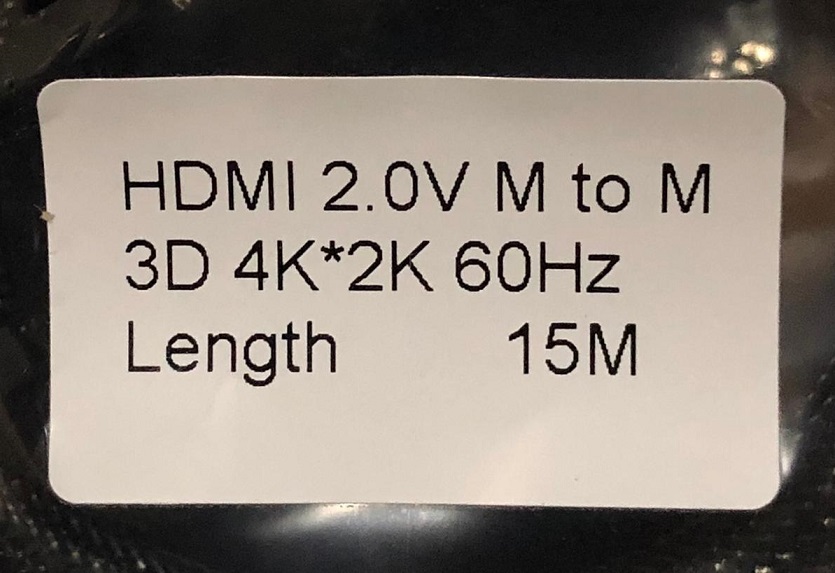 HDMI 2.0V M to M
3D 4K*2K 60Hz
Length 15M